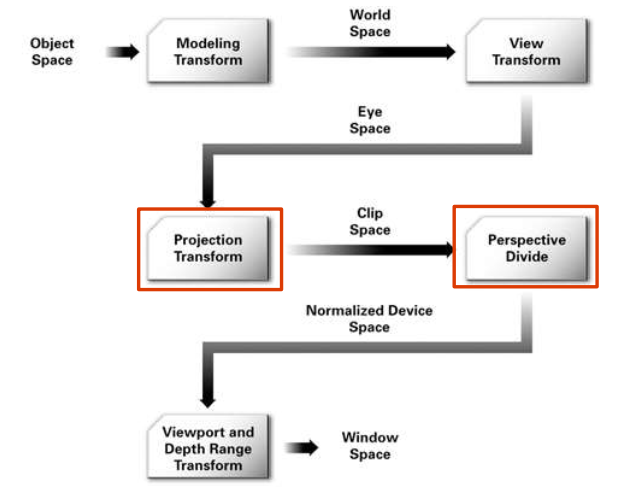 World
Space
Object
Space
Modeling
Transform
View
Transform
Eye
Space
Projection
Transform
Clip
Space
Perspective
Divide
Normalized Device
Space
Viewport and
Depth Range
Transform
Window
Space